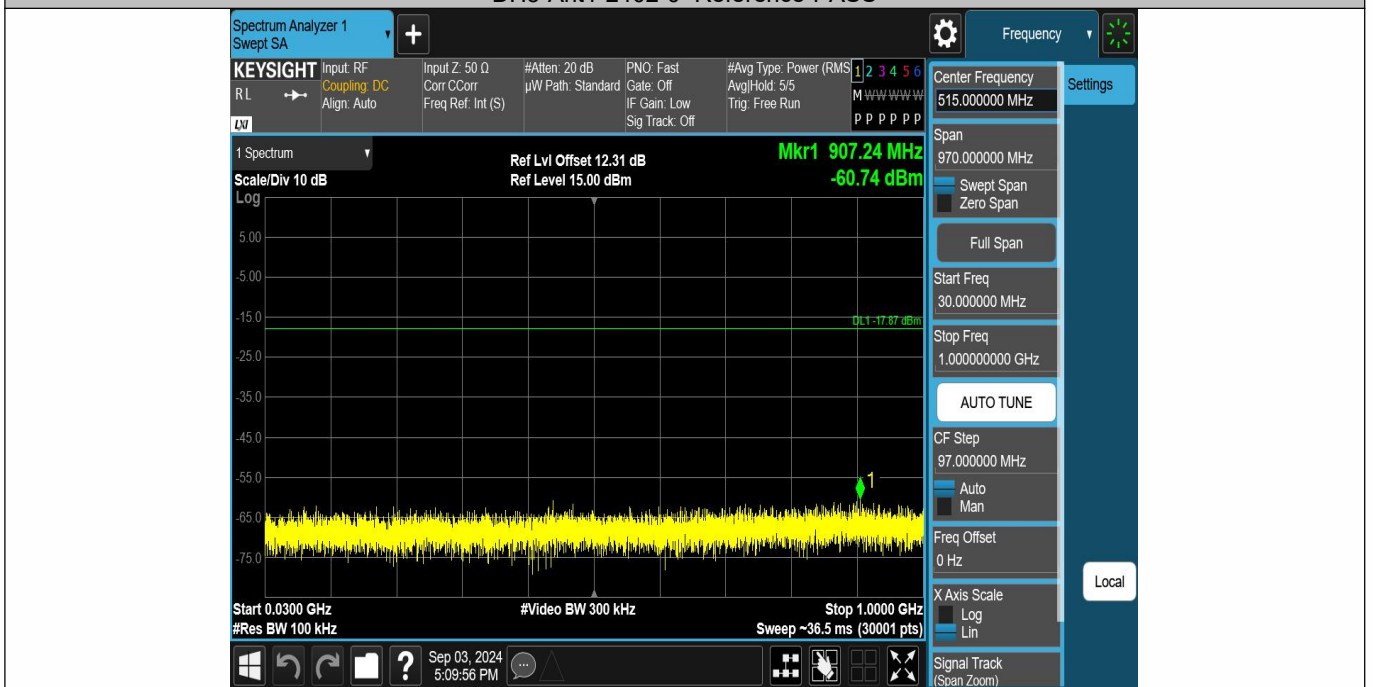 Spectrum Analyzer 1
Swept SA
Frequency
KEYSIGHT
R L
LXI
Input: RF
Coupling: DC
Align: Auto
Input Z: 50 Ω
Corr CCorr
Freq Ref: Int (S)
#Atten: 20 dB
µW Path: Standard
PNO: Fast
Gate: Off
IF Gain: Low
Sig Track: Off
#Avg Type: Power (RMS
Avg|Hold: 5/5
Trig: Free Run
1 2 3 4 5 6
M W W W W W
P P P P P P
1 Spectrum
Scale/Div 10 dB
Ref Lvl Offset 12.31 dB
Ref Level 15.00 dBm
Mkr1 907.24 MHz
-60.74 dBm
Log
5.00
-5.00
-15.0
DL1 -17.87 dBm
-25.0
-35.0
-45.0
-55.0
1
-65.0
-75.0
Start 0.0300 GHz
#Res BW 100 kHz
#Video BW 300 kHz
Stop 1.0000 GHz
Sweep ~36.5 ms (30001 pts)
Sep 03, 2024
5:09:56 PM
Center Frequency
515.000000 MHz
Settings
Span
970.000000 MHz
Swept Span
Zero Span
Full Span
Start Freq
30.000000 MHz
Stop Freq
1.000000000 GHz
AUTO TUNE
CF Step
97.000000 MHz
Auto
Man
Freq Offset
0 Hz
Local
X Axis Scale
Log
Lin
Signal Track
(Span Zoom)